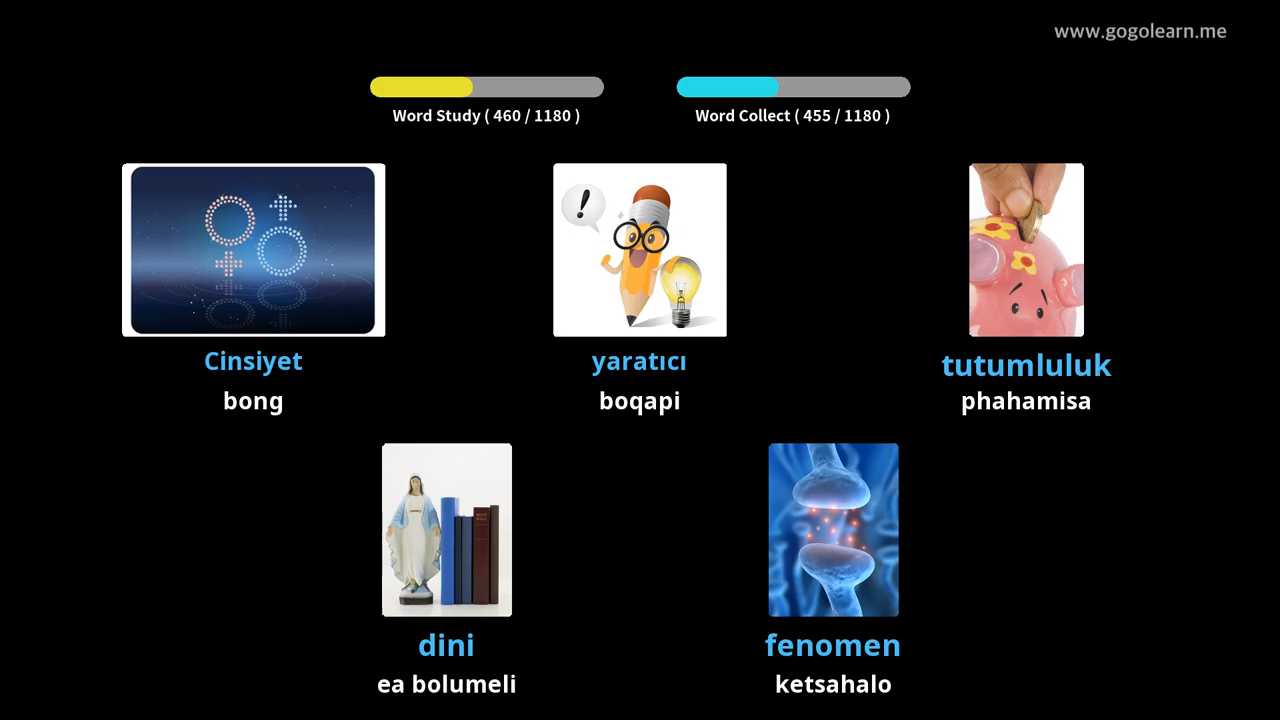 www.gogolearn.me
Word Study ( 460 / 1180 )
Word Collect ( 455 / 1180 )
Cinsiyet
bong
yaratıcı
boqapi
tutumluluk
phahamisa
dini
ea bolumeli
fenomen
ketsahalo